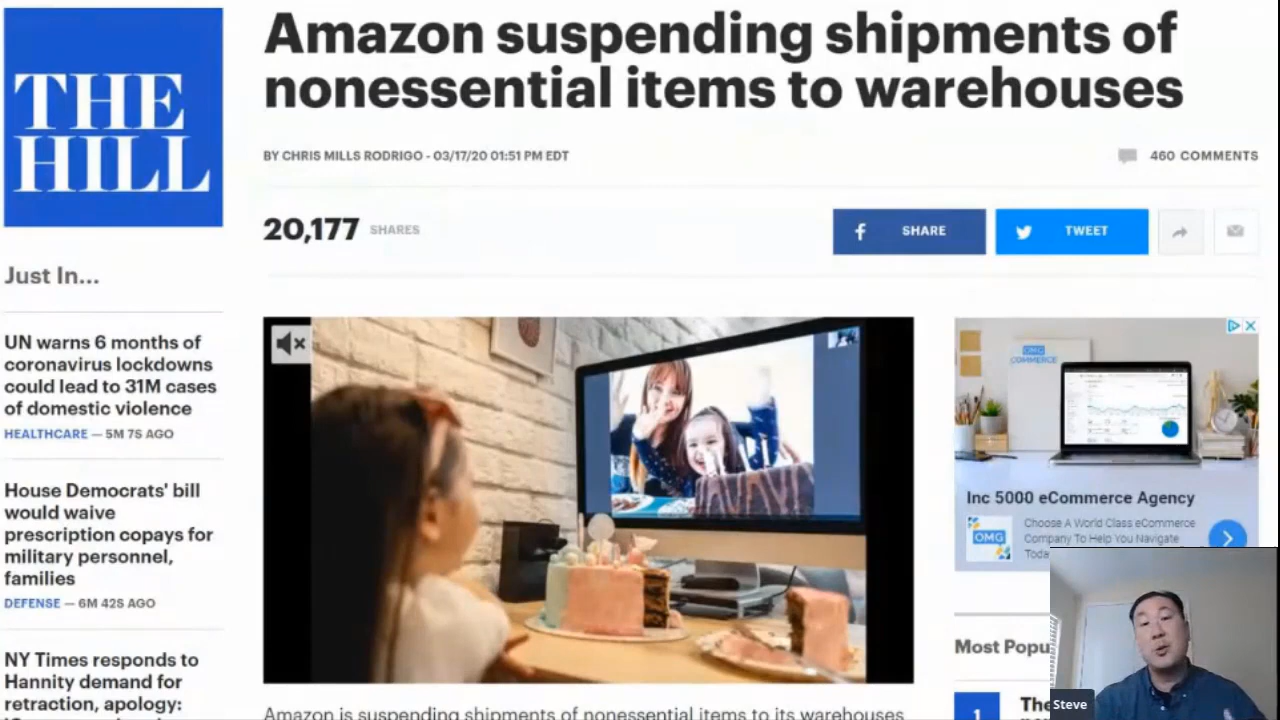 THE
HILL
Amazon suspending shipments of
nonessential items to warehouses
BY CHRIS MILLS RODRIGO - 03/17/20 01:51 PM EDT
460 COMMENTS
20,177 SHARES
SHARE
TWEET
Just In...
UN warns 6 months of
coronavirus lockdowns
could lead to 31M cases
of domestic violence
HEALTHCARE — 5M 7S AGO
House Democrats' bill
would waive
prescription copays for
military personnel,
families
DEFENSE — 6M 42S AGO
NY Times responds to
Hannity demand for
retraction, apology:
OMG
COMMERCE
Inc 5000 eCommerce Agency
OMG
Choose A World Class eCommerce
Company To Help You Navigate
Toda
Most Popu
1
The
Steve
Amazon is suspending shipments of nonessential items to its warehouses